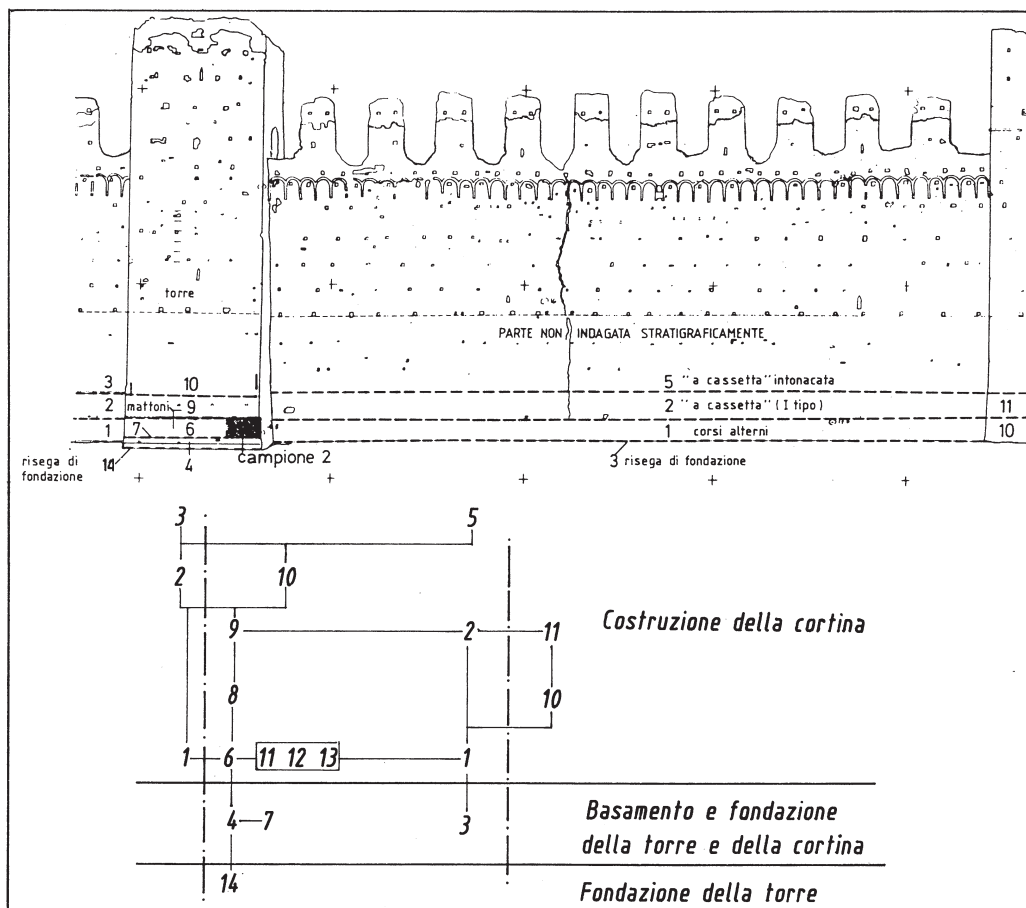 torre
PARTE NON INDAGATA STRATIGRAFICAMENTE
3 10 5 "a cassetta" intonacata
2 mattoni 9 2 "a cassetta" (I tipo) 11
1 7 6 1 corsi alterni 10
campione 2
risega di fondazione 14 4 3 risega di fondazione
3 5
2 10
Costruzione della cortina
9 2 11
8 10
1 6 11 12 13 1
Basamento e fondazione
4 7 3
della torre e della cortina
14
Fondazione della torre